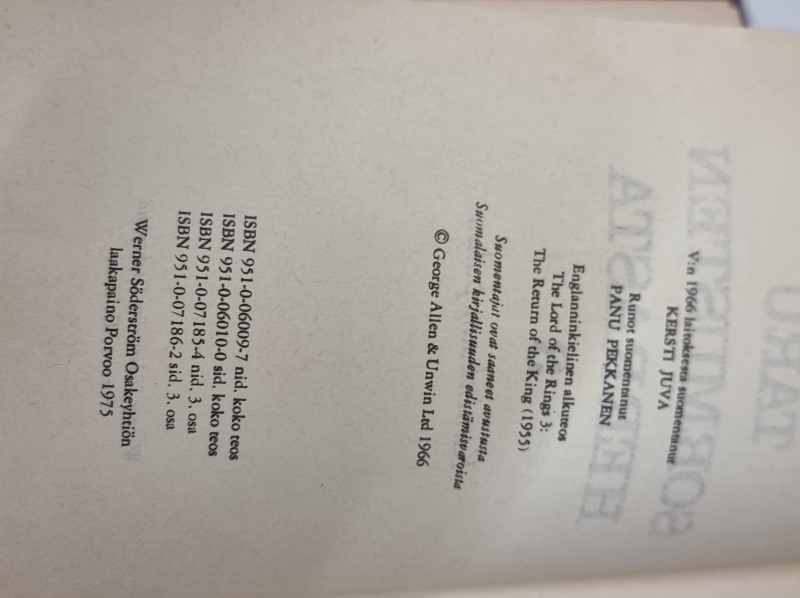 V:n 1966 laitoksesta suomentanut
KERSTI JUVA
Runot suomentanut
PANU PEKKANEN
Englanninkielinen alkuteos
The Lord of the Rings 3:
The Return of the King (1955)
Suomentajat ovat saaneet avustusta
Suomalaisen kirjallisuuden edistämisvaroista
© George Allen & Unwin Ltd 1966
ISBN 951-0-06009-7 nid. koko teos
ISBN 951-0-06010-0 sid. koko teos
ISBN 951-0-07185-4 nid. 3. osa
ISBN 951-0-07186-2 sid. 3. osa
Werner Söderström Osakeyhtiön
laakapaino Porvoo 1975